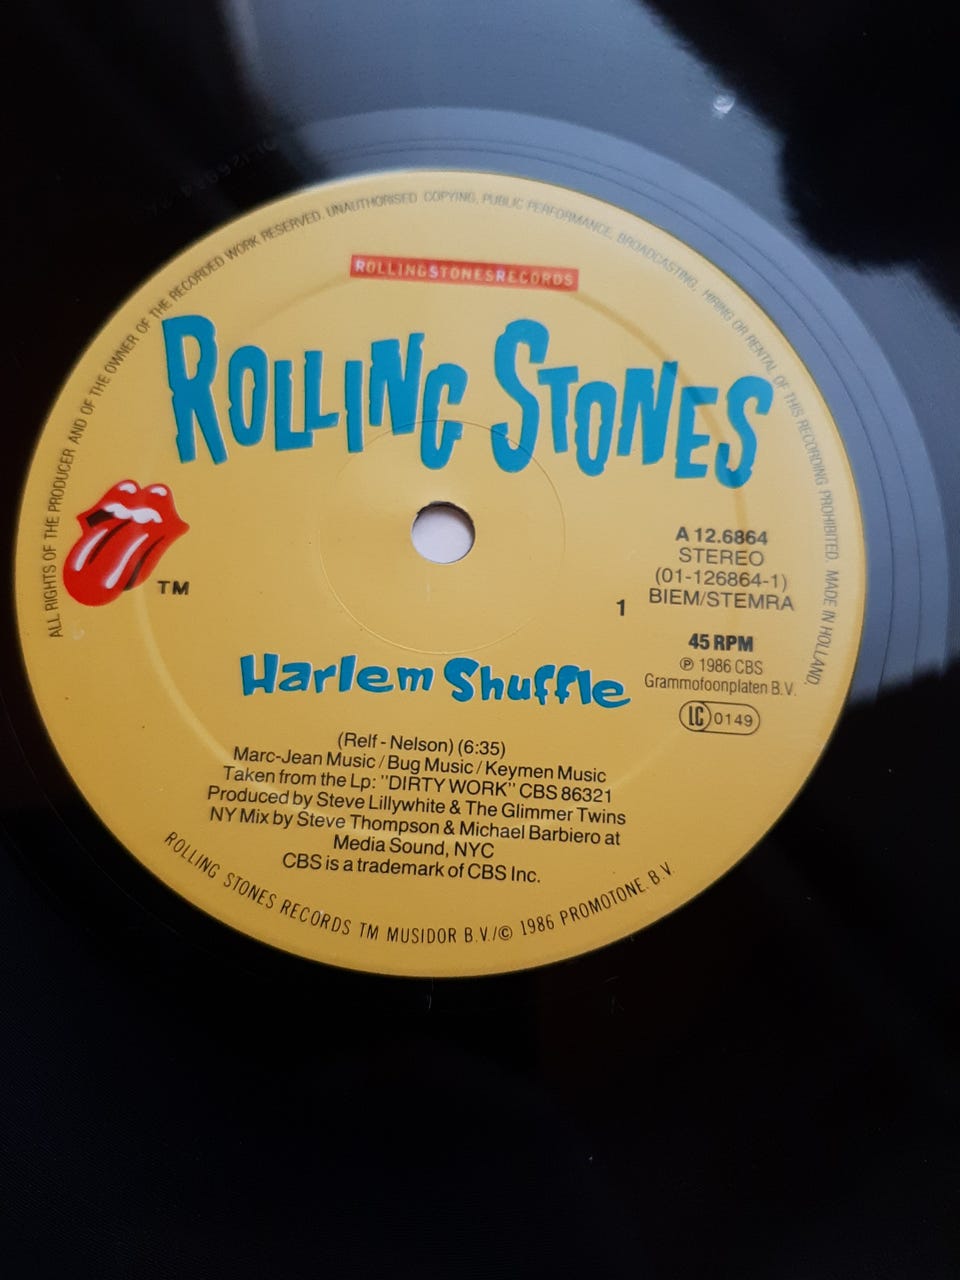 ALL RIGHTS OF THE PRODUCER AND OF THE OWNER OF THE RECORDED WORK RESERVED. UNAUTHORISED COPYING, PUBLIC PERFORMANCE, BROADCASTING, HIRING OR RENTAL OF THIS RECORDING PROHIBITED. MADE IN HOLLAND.
ROLLINGSTONESRECORDS
ROLLING STONES
TM
A 12.6864
STEREO
(01-126864-1)
BIEM/STEMRA
1
45 RPM
℗ 1986 CBS
Grammofoonplaten B.V.
LC 0149
Harlem Shuffle
(Relf - Nelson) (6:35)
Marc-Jean Music / Bug Music / Keymen Music
Taken from the Lp: "DIRTY WORK" CBS 86321
Produced by Steve Lillywhite & The Glimmer Twins
NY Mix by Steve Thompson & Michael Barbiero at
Media Sound, NYC
CBS is a trademark of CBS Inc.
ROLLING STONES RECORDS TM MUSIDOR B.V./© 1986 PROMOTONE B.V.